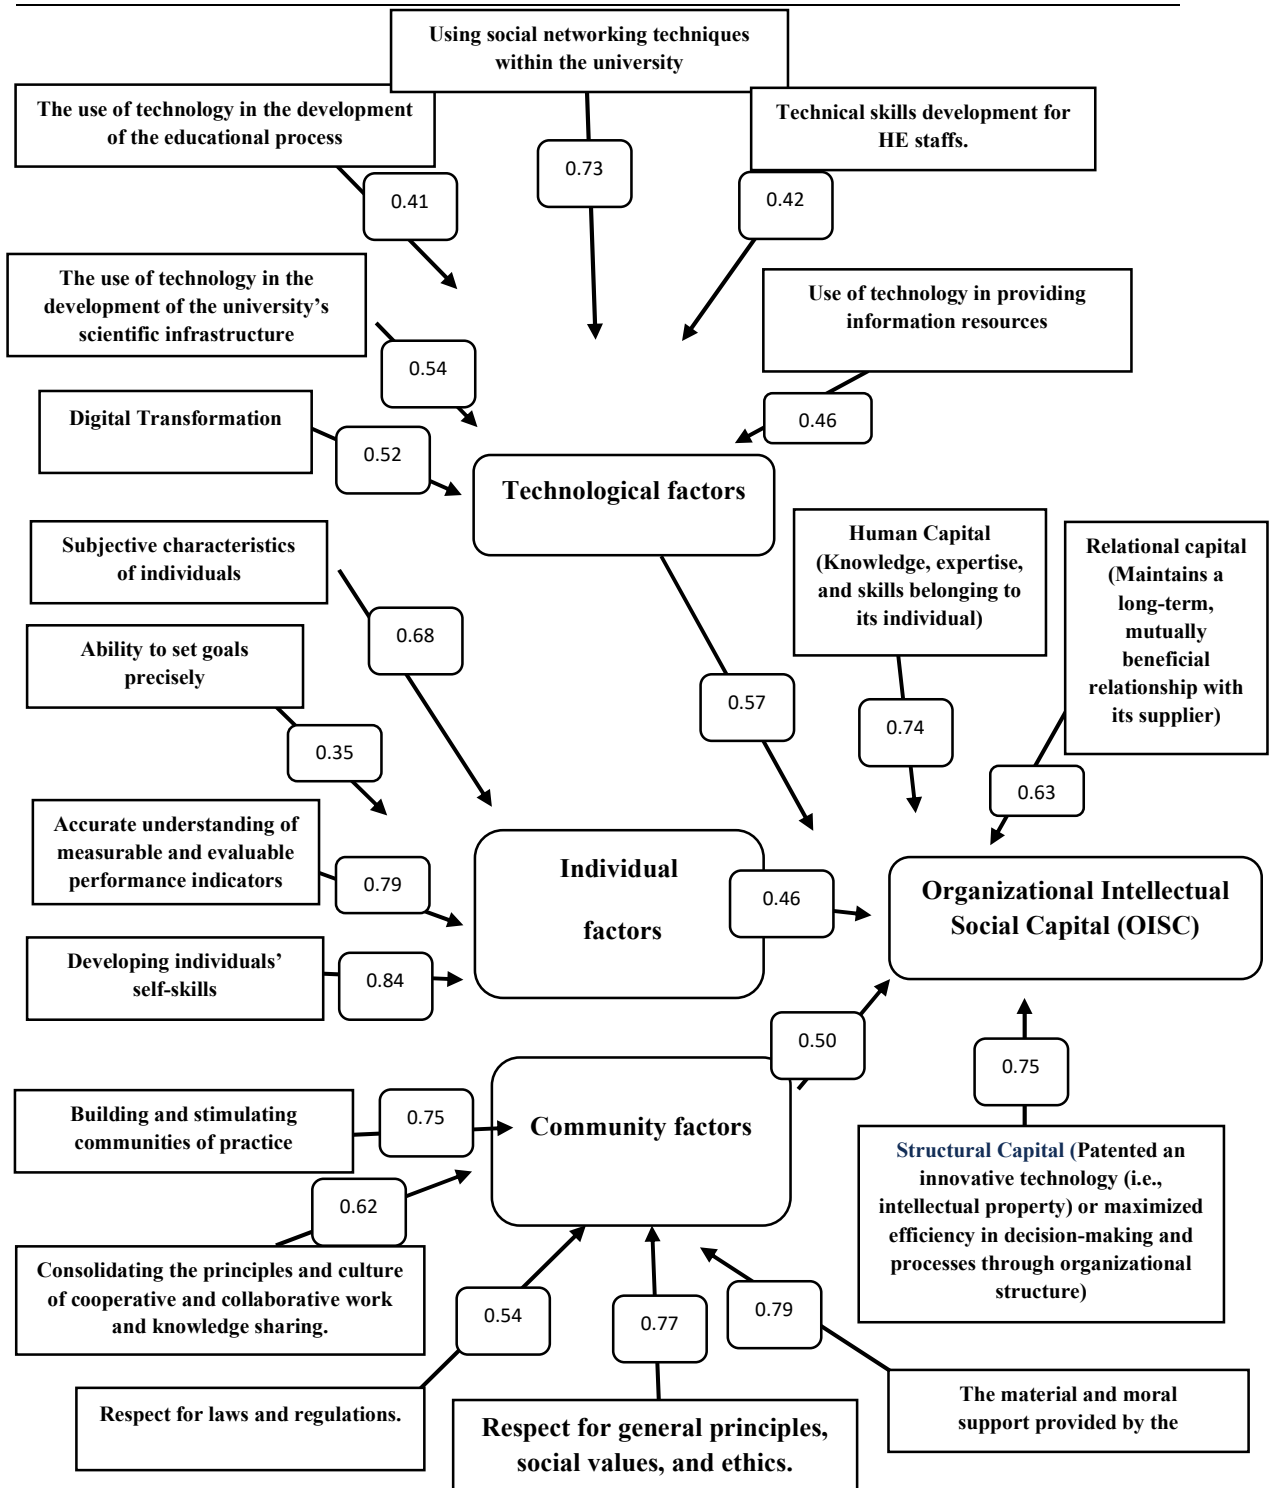 Using social networking techniques
within the university
The use of technology in the development
of the educational process
Technical skills development for
HE staffs.
0.73
0.41
0.42
The use of technology in the
development of the university’s
scientific infrastructure
Use of technology in providing
information resources
0.54
0.46
Digital Transformation
0.52
Technological factors
Subjective characteristics
of individuals
Human Capital
(Knowledge, expertise,
and skills belonging to
its individual)
Relational capital
(Maintains a
long-term,
mutually
beneficial
relationship with
its supplier)
0.68
Ability to set goals
precisely
0.57
0.74
0.35
0.63
Accurate understanding of
measurable and evaluable
performance indicators
0.79
Individual
factors
0.46
Organizational Intellectual
Social Capital (OISC)
Developing individuals’
self-skills
0.84
0.50
0.75
Building and stimulating
communities of practice
0.75
Community factors
Structural Capital (Patented an
innovative technology (i.e.,
intellectual property) or maximized
efficiency in decision-making and
processes through organizational
structure)
0.62
Consolidating the principles and culture
of cooperative and collaborative work
and knowledge sharing.
0.54
0.77
0.79
Respect for laws and regulations.
Respect for general principles,
social values, and ethics.
The material and moral
support provided by the